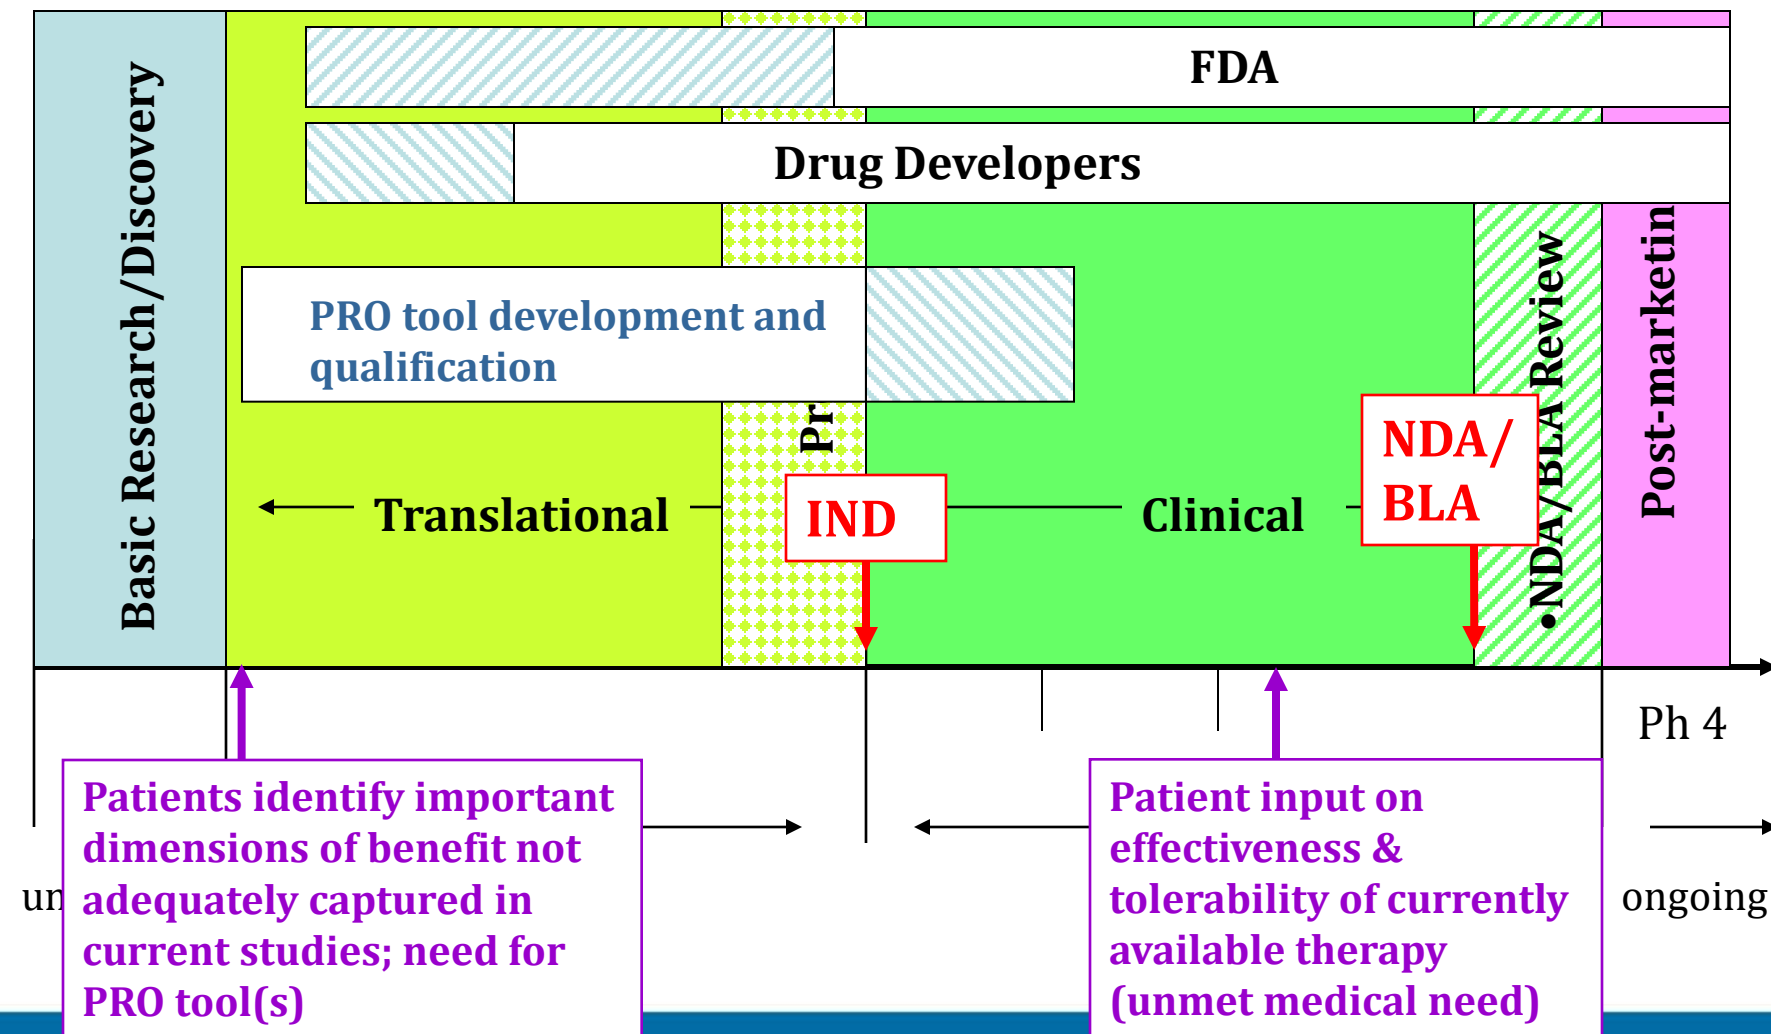 Basic Research/Discovery
FDA
Drug Developers
PRO tool development and
qualification
Pr
Translational
IND
Clinical
NDA/
BLA
•NDA/BLA Review
Post-marketin
Ph 4
Patients identify important
dimensions of benefit not
adequately captured in
current studies; need for
PRO tool(s)
un
Patient input on
effectiveness &
tolerability of currently
available therapy
(unmet medical need)
ongoing